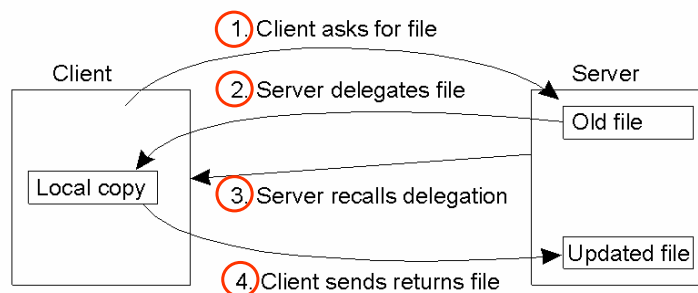 1. Client asks for file
Client
Server
2. Server delegates file
Old file
Local copy
3. Server recalls delegation
Updated file
4. Client sends returns file